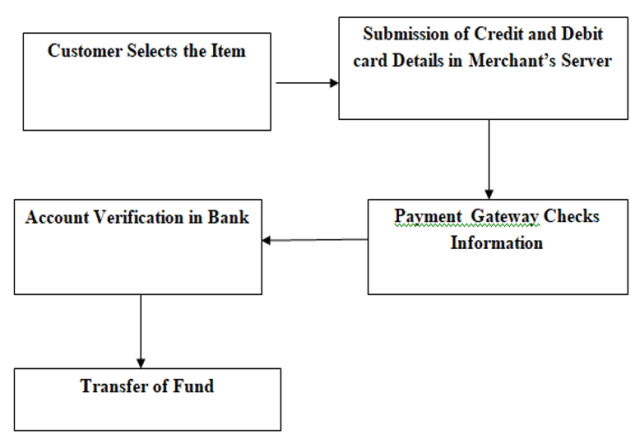 Customer Selects the Item
Submission of Credit and Debit
card Details in Merchant's Server
Account Verification in Bank
Payment Gateway Checks
Information
Transfer of Fund